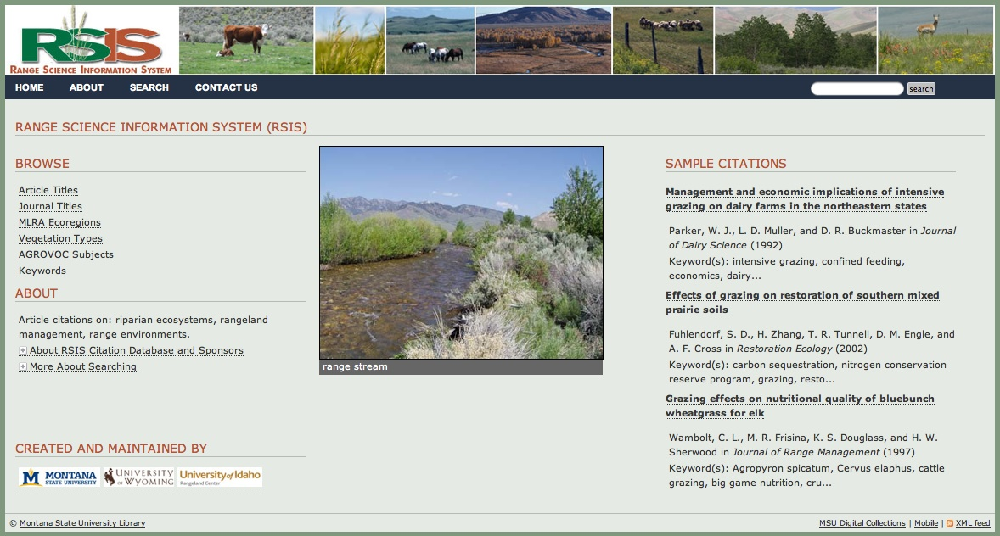 RSIS
RANGE SCIENCE INFORMATION SYSTEM
HOME ABOUT SEARCH CONTACT US
search
RANGE SCIENCE INFORMATION SYSTEM (RSIS)
BROWSE
Article Titles
Journal Titles
MLRA Ecoregions
Vegetation Types
AGROVOC Subjects
Keywords
ABOUT
Article citations on: riparian ecosystems, rangeland
management, range environments.
About RSIS Citation Database and Sponsors
More About Searching
CREATED AND MAINTAINED BY
M MONTANA
STATE UNIVERSITY
UNIVERSITY
OF WYOMING
University of Idaho
Rangeland Center
range stream
SAMPLE CITATIONS
Management and economic implications of intensive
grazing on dairy farms in the northeastern states
Parker, W. J., L. D. Muller, and D. R. Buckmaster in Journal
of Dairy Science (1992)
Keyword(s): intensive grazing, confined feeding,
economics, dairy...
Effects of grazing on restoration of southern mixed
prairie soils
Fuhlendorf, S. D., H. Zhang, T. R. Tunnell, D. M. Engle, and
A. F. Cross in Restoration Ecology (2002)
Keyword(s): carbon sequestration, nitrogen conservation
reserve program, grazing, resto...
Grazing effects on nutritional quality of bluebunch
wheatgrass for elk
Wambolt, C. L., M. R. Frisina, K. S. Douglass, and H. W.
Sherwood in Journal of Range Management (1997)
Keyword(s): Agropyron spicatum, Cervus elaphus, cattle
grazing, big game nutrition, cru...
© Montana State University Library
MSU Digital Collections | Mobile | XML feed